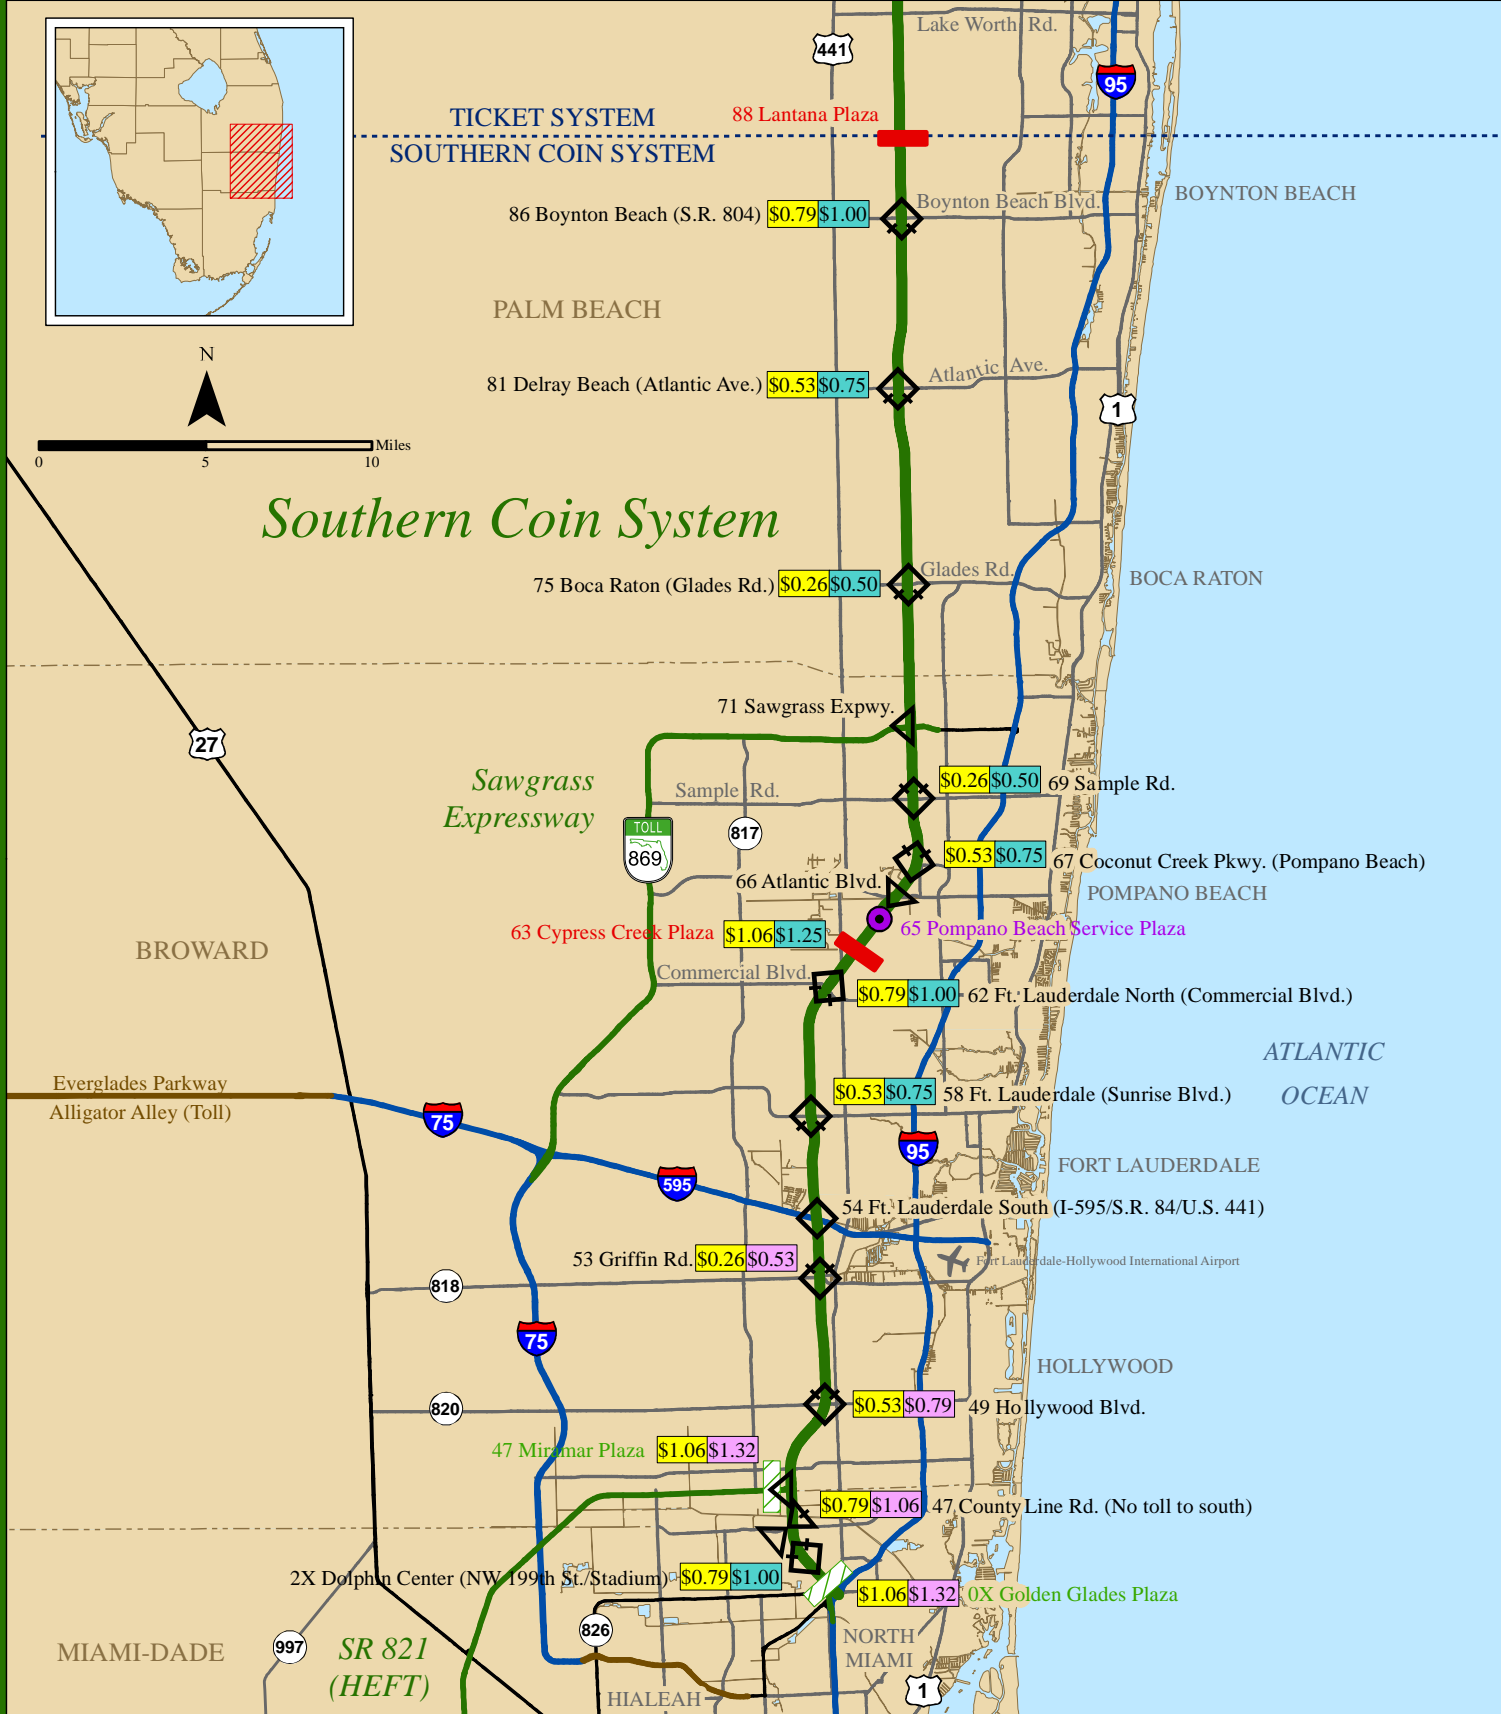 Lake Worth Rd.
441
95
TICKET SYSTEM
88 Lantana Plaza
SOUTHERN COIN SYSTEM
BOYNTON BEACH
Boynton Beach Blvd.
86 Boynton Beach (S.R. 804) $0.79 $1.00
PALM BEACH
N
Atlantic Ave.
81 Delray Beach (Atlantic Ave.) $0.53 $0.75
1
Miles
0 5 10
Southern Coin System
Glades Rd.
75 Boca Raton (Glades Rd.) $0.26 $0.50
BOCA RATON
71 Sawgrass Expwy.
27
Sawgrass
Expressway
Sample Rd.
$0.26 $0.50 69 Sample Rd.
TOLL
869
817
$0.53 $0.75 67 Coconut Creek Pkwy. (Pompano Beach)
66 Atlantic Blvd.
POMPANO BEACH
63 Cypress Creek Plaza $1.06 $1.25
65 Pompano Beach Service Plaza
BROWARD
Commercial Blvd.
$0.79 $1.00 62 Ft. Lauderdale North (Commercial Blvd.)
ATLANTIC
OCEAN
Everglades Parkway
Alligator Alley (Toll)
75
$0.53 $0.75 58 Ft. Lauderdale (Sunrise Blvd.)
95
FORT LAUDERDALE
595
54 Ft. Lauderdale South (I-595/S.R. 84/U.S. 441)
53 Griffin Rd. $0.26 $0.53
Fort Lauderdale-Hollywood International Airport
818
75
HOLLYWOOD
820
$0.53 $0.79 49 Hollywood Blvd.
47 Miramar Plaza $1.06 $1.32
$0.79 $1.06 47 County Line Rd. (No toll to south)
2X Dolphin Center (NW 199th St./Stadium) $0.79 $1.00
$1.06 $1.32 0X Golden Glades Plaza
826
997
MIAMI-DADE
SR 821
(HEFT)
NORTH
MIAMI
HIALEAH
1